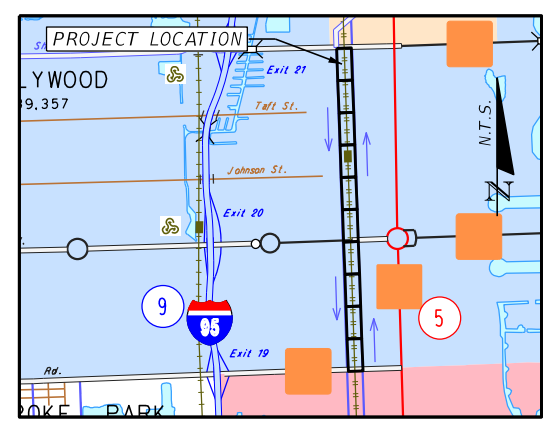 PROJECT LOCATION
LYWOOD
39,357
Exit 21
Taft St.
N.T.S.
Johnson St.
N
Exit 20
9
95
5
Exit 19
Rd.
OKE PARK